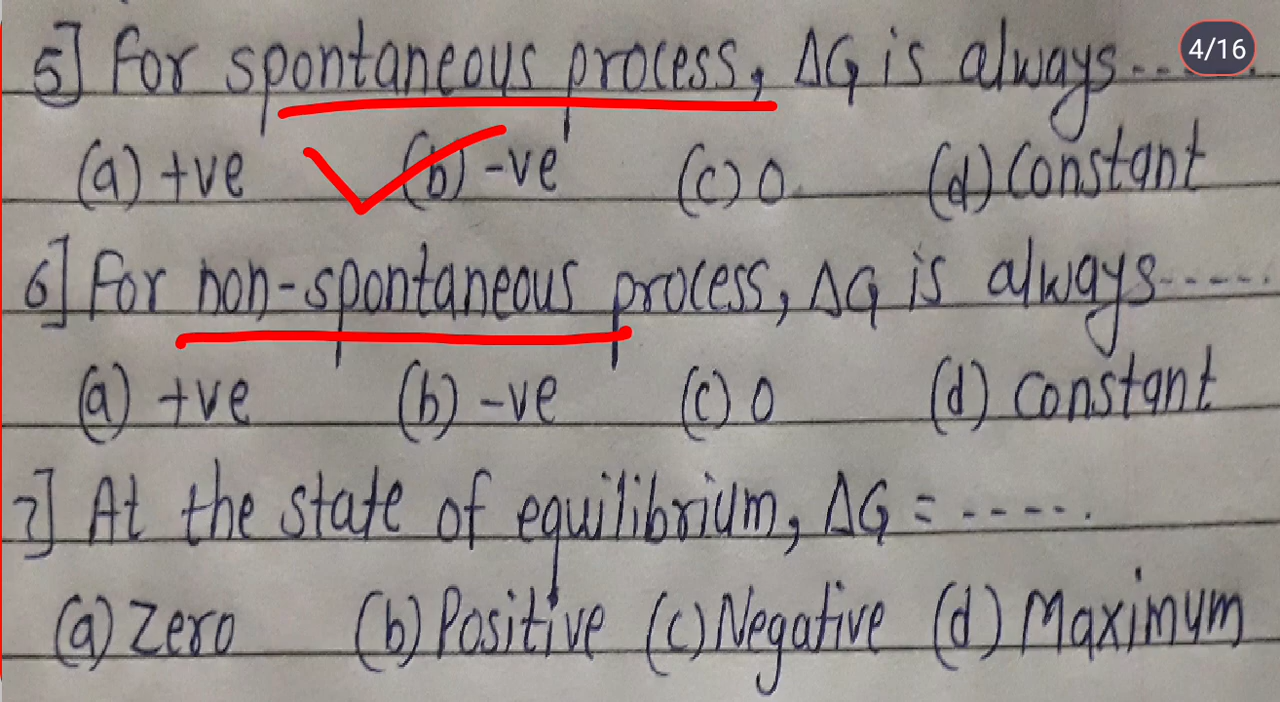 5] For spontaneous process, ΔG is always.....
4/16
(a) +ve (b) -ve (c) 0 (d) Constant
6] For non-spontaneous process, ΔG is always.....
(a) +ve (b) -ve (c) 0 (d) Constant
7] At the state of equilibrium, ΔG = -----.
(a) Zero (b) Positive (c) Negative (d) Maximum